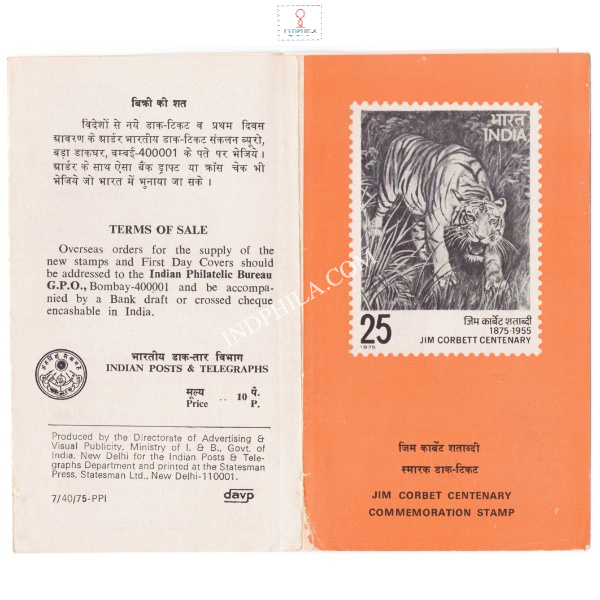 INDPHILA
बिक्री की शत
विदेशों से नये डाक-टिकट व प्रथम दिवस
आवरण के आर्डर भारतीय डाक-टिकट संकलन ब्यूरो,
बड़ा डाकघर, बम्बई-400001 के पते पर भेजिये।
आर्डर के साथ ऐसा बैंक ड्राफ्ट या क्रॉस चेक भी
भेजिये जो भारत में भुनाया जा सके।
TERMS OF SALE
Overseas orders for the supply of the
new stamps and First Day Covers should
be addressed to the Indian Philatelic Bureau
G.P.O., Bombay-400001 and be accompa-
nied by a Bank draft or crossed cheque
encashable in India.
भारतीय डाक-तार विभाग
INDIAN POSTS & TELEGRAPHS
मूल्य .. 10 पै.
Price P.
Produced by the Directorate of Advertising &
Visual Publicity, Ministry of I. & B., Govt. of
India, New Delhi for the Indian Posts & Tele-
graphs Department and printed at the Statesman
Press, Statesman Ltd., New Delhi-110001.
7/40/75-PPI davp
भारत
INDIA
25
1975
जिम कार्बेट शताब्दी
1875-1955
JIM CORBETT CENTENARY
जिम कार्बेट शताब्दी
स्मारक डाक-टिकट
JIM CORBET CENTENARY
COMMEMORATION STAMP
INDPHILA.COM